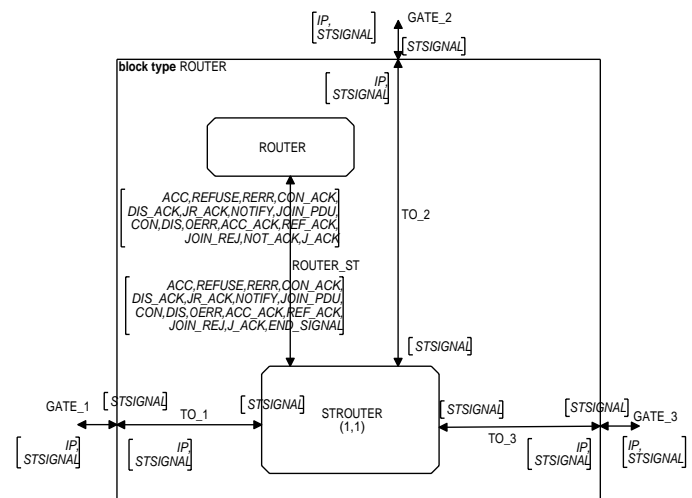 GATE_2
IP,
STSIGNAL
STSIGNAL
block type ROUTER
IP,
STSIGNAL
ROUTER
ACC,REFUSE,RERR,CON_ACK,
DIS_ACK,JR_ACK,NOTIFY,JOIN_PDU,
CON,DIS,OERR,ACC_ACK,REF_ACK,
JOIN_REJ,NOT_ACK,J_ACK
TO_2
ROUTER_ST
ACC,REFUSE,RERR,CON_ACK,
DIS_ACK,JR_ACK,NOTIFY,JOIN_PDU,
CON,DIS,OERR,ACC_ACK,REF_ACK,
JOIN_REJ,J_ACK,END_SIGNAL
STSIGNAL
GATE_1
STSIGNAL
TO_1
STSIGNAL
STROUTER
(1,1)
STSIGNAL
TO_3
STSIGNAL
GATE_3
IP,
STSIGNAL
IP,
STSIGNAL
IP,
STSIGNAL
IP,
STSIGNAL